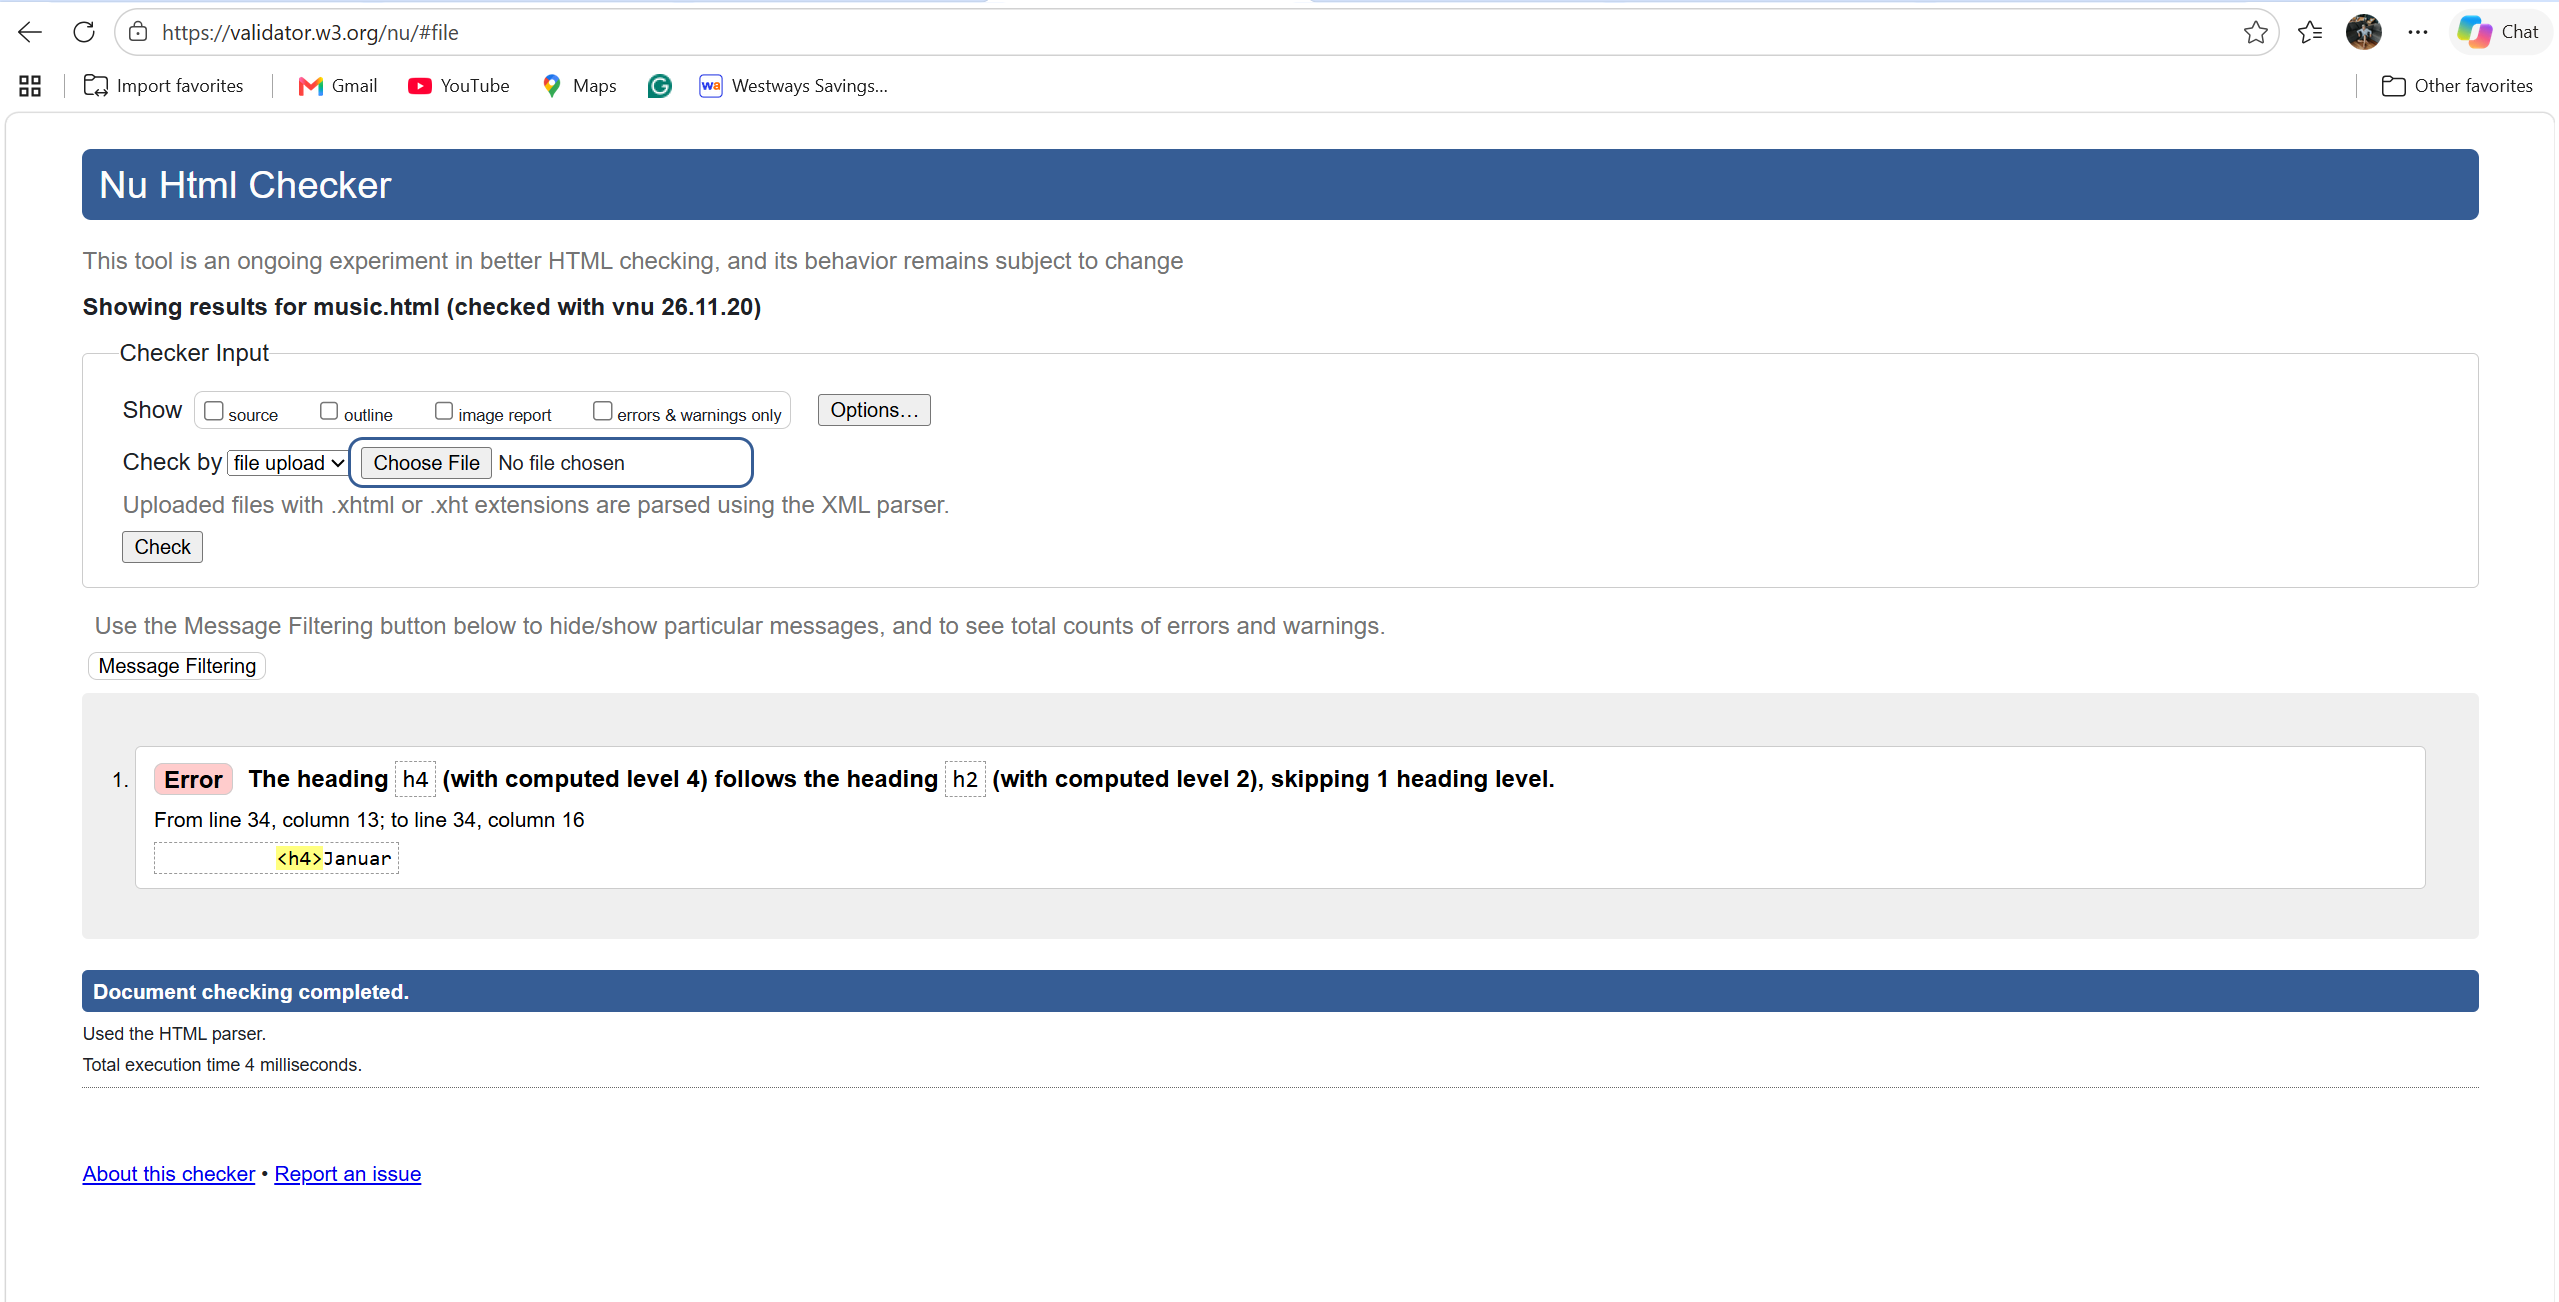 https://validator.w3.org/nu/#file
Chat
Import favorites
Gmail
YouTube
Maps
wa Westways Savings...
Other favorites
Nu Html Checker
This tool is an ongoing experiment in better HTML checking, and its behavior remains subject to change
Showing results for music.html (checked with vnu 26.11.20)
Checker Input
Show source outline image report errors & warnings only Options...
Check by file upload Choose File No file chosen
Uploaded files with .xhtml or .xht extensions are parsed using the XML parser.
Check
Use the Message Filtering button below to hide/show particular messages, and to see total counts of errors and warnings.
Message Filtering
1. Error The heading h4 (with computed level 4) follows the heading h2 (with computed level 2), skipping 1 heading level.
From line 34, column 13; to line 34, column 16
<h4>Januar
Document checking completed.
Used the HTML parser.
Total execution time 4 milliseconds.
About this checker • Report an issue